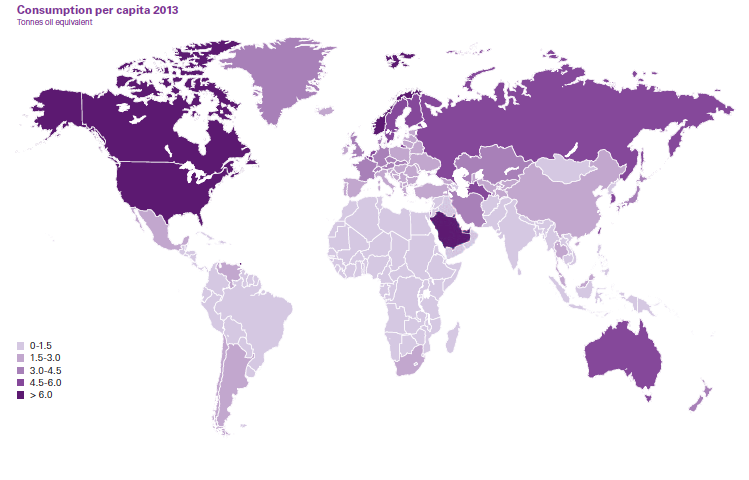 Consumption per capita 2013
Tonnes oil equivalent
0-1.5
1.5-3.0
3.0-4.5
4.5-6.0
> 6.0